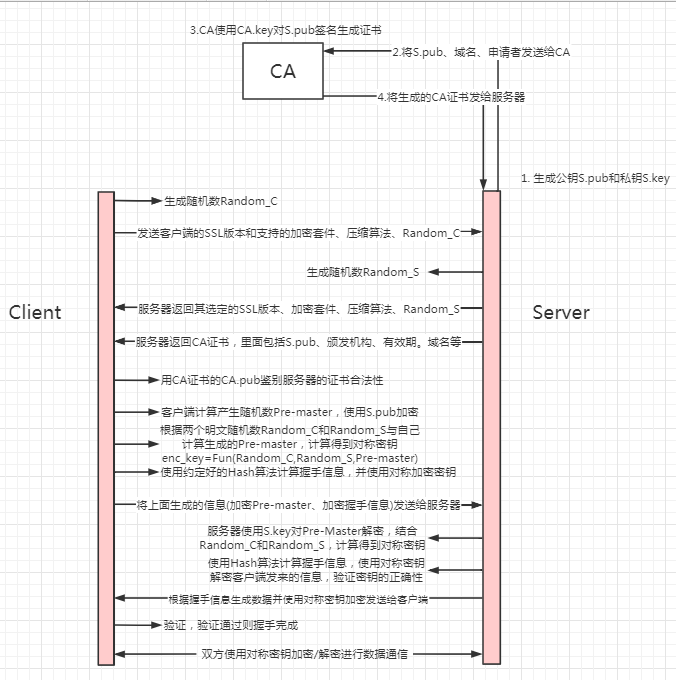 3.CA使用CA.key对S.pub签名生成证书
2.将S.pub、域名、申请者发送给CA
CA
4.将生成的CA证书发给服务器
1. 生成公钥S.pub和私钥S.key
生成随机数Random_C
发送客户端的SSL版本和支持的加密套件、压缩算法、Random_C
生成随机数Random_S
Client
服务器返回其选定的SSL版本、加密套件、压缩算法、Random_S
Server
服务器返回CA证书，里面包括S.pub、颁发机构、有效期。域名等
用CA证书的CA.pub鉴别服务器的证书合法性
客户端计算产生随机数Pre-master，使用S.pub加密
根据两个明文随机数Random_C和Random_S与自己
计算生成的Pre-master，计算得到对称密钥
enc_key=Fun(Random_C,Random_S,Pre-master)
使用约定好的Hash算法计算握手信息，并使用对称加密密钥
将上面生成的信息(加密Pre-master、加密握手信息)发送给服务器
服务器使用S.key对Pre-Master解密，结合
Random_C和Random_S，计算得到对称密钥
使用Hash算法计算握手信息，使用对称密钥
解密客户端发来的信息，验证密钥的正确性
根据握手信息生成数据并使用对称密钥加密发送给客户端
验证，验证通过则握手完成
双方使用对称密钥加密/解密进行数据通信